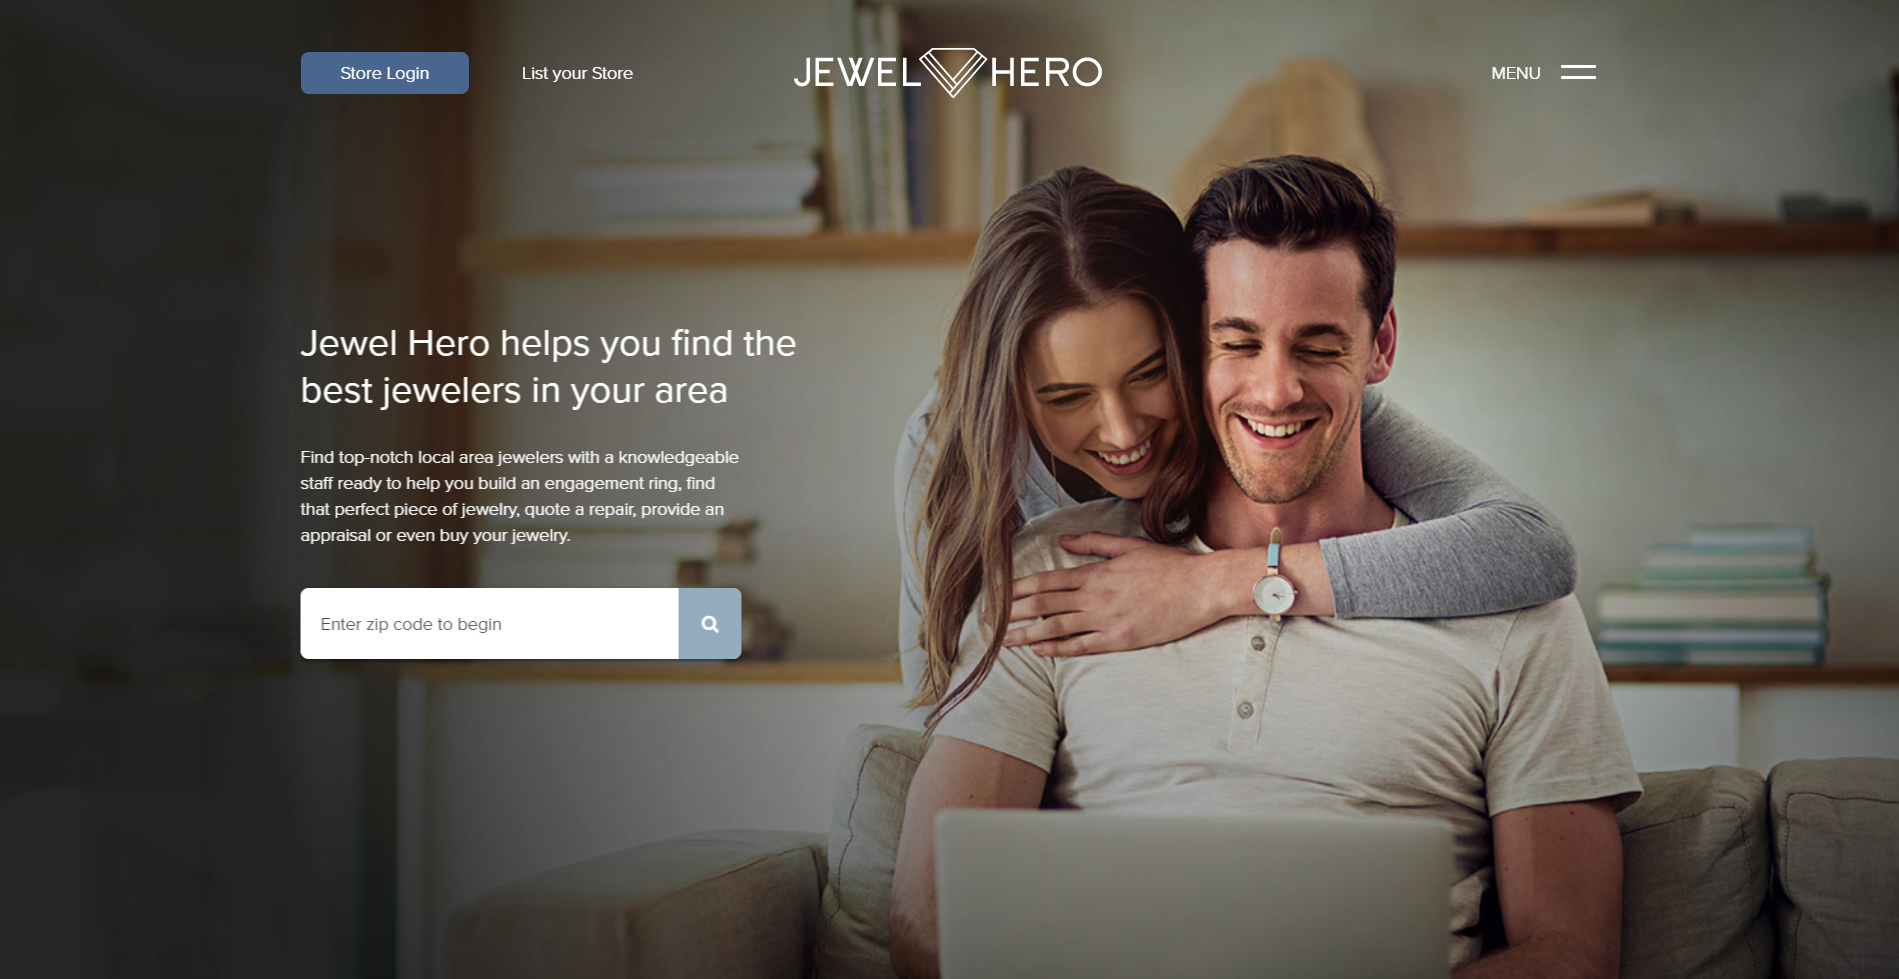 Store Login
List your Store
JEWEL HERO
MENU
Jewel Hero helps you find the
best jewelers in your area
Find top-notch local area jewelers with a knowledgeable
staff ready to help you build an engagement ring, find
that perfect piece of jewelry, quote a repair, provide an
appraisal or even buy your jewelry.
Enter zip code to begin